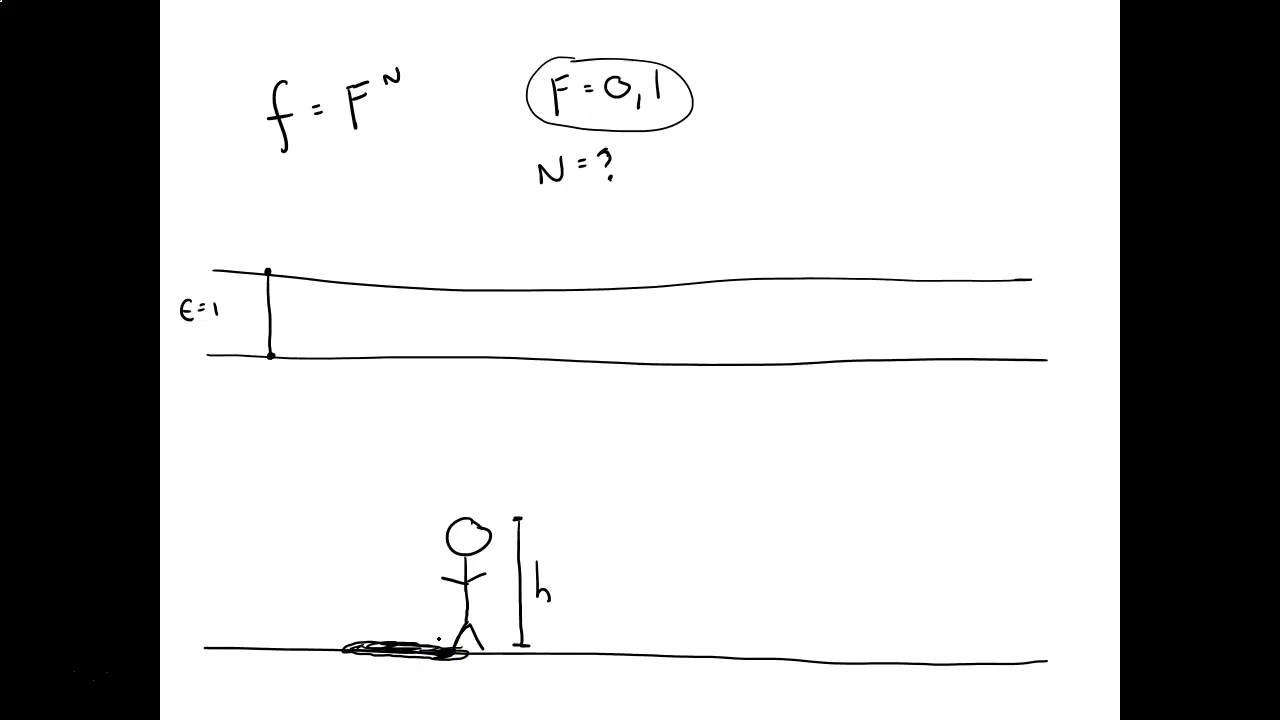 f = F^N
F = 0,1
N = ?
ϵ = 1
h